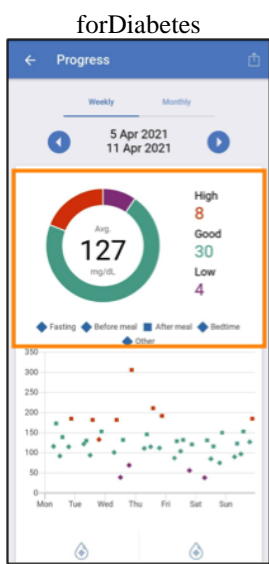 forDiabetes
Progress
Weekly Monthly
5 Apr 2021
11 Apr 2021
High
8
Good
30
Low
4
Avg.
127
mg/dL
Fasting Before meal After meal Bedtime
Other
350
300
250
200
150
100
50
0
Mon Tue Wed Thu Fri Sat Sun